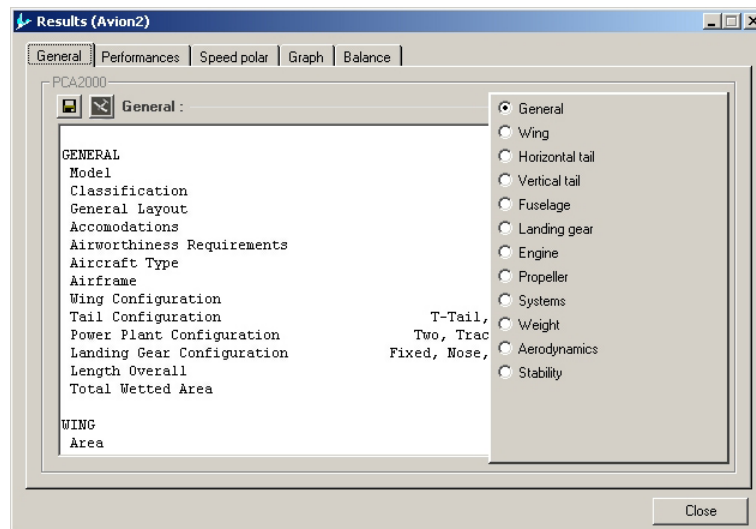 Results (Avion2)
General Performances Speed polar Graph Balance
PCA2000
General :
GENERAL
Model
Classification
General Layout
Accomodations
Airworthiness Requirements
Aircraft Type
Airframe
Wing Configuration
Tail Configuration T-Tail,
Power Plant Configuration Two, Trac
Landing Gear Configuration Fixed, Nose,
Length Overall
Total Wetted Area
WING
Area
General
Wing
Horizontal tail
Vertical tail
Fuselage
Landing gear
Engine
Propeller
Systems
Weight
Aerodynamics
Stability
Close